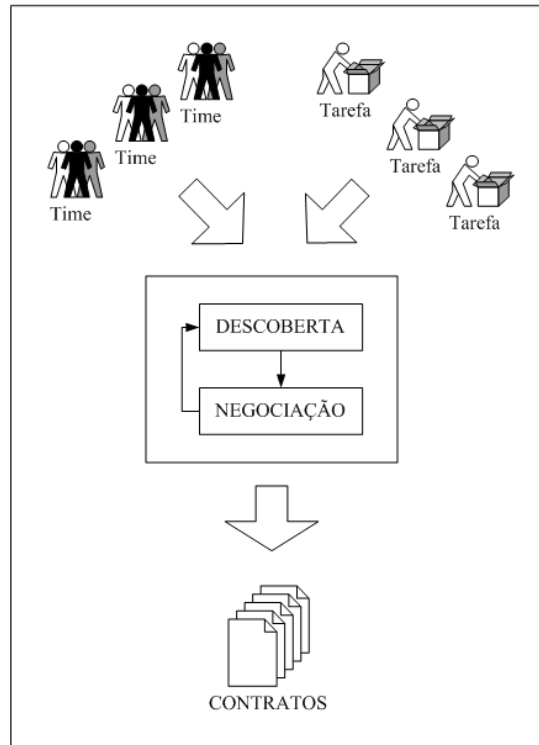 Time
Tarefa
Time
Tarefa
Time
Tarefa
DESCOBERTA
NEGOCIAÇÃO
CONTRATOS